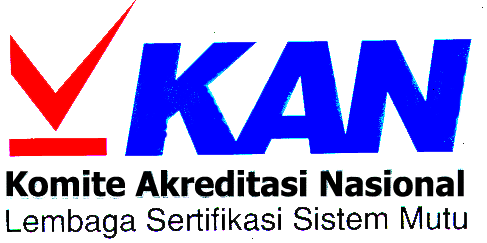 KAN
Komite Akreditasi Nasional
Lembaga Sertifikasi Sistem Mutu